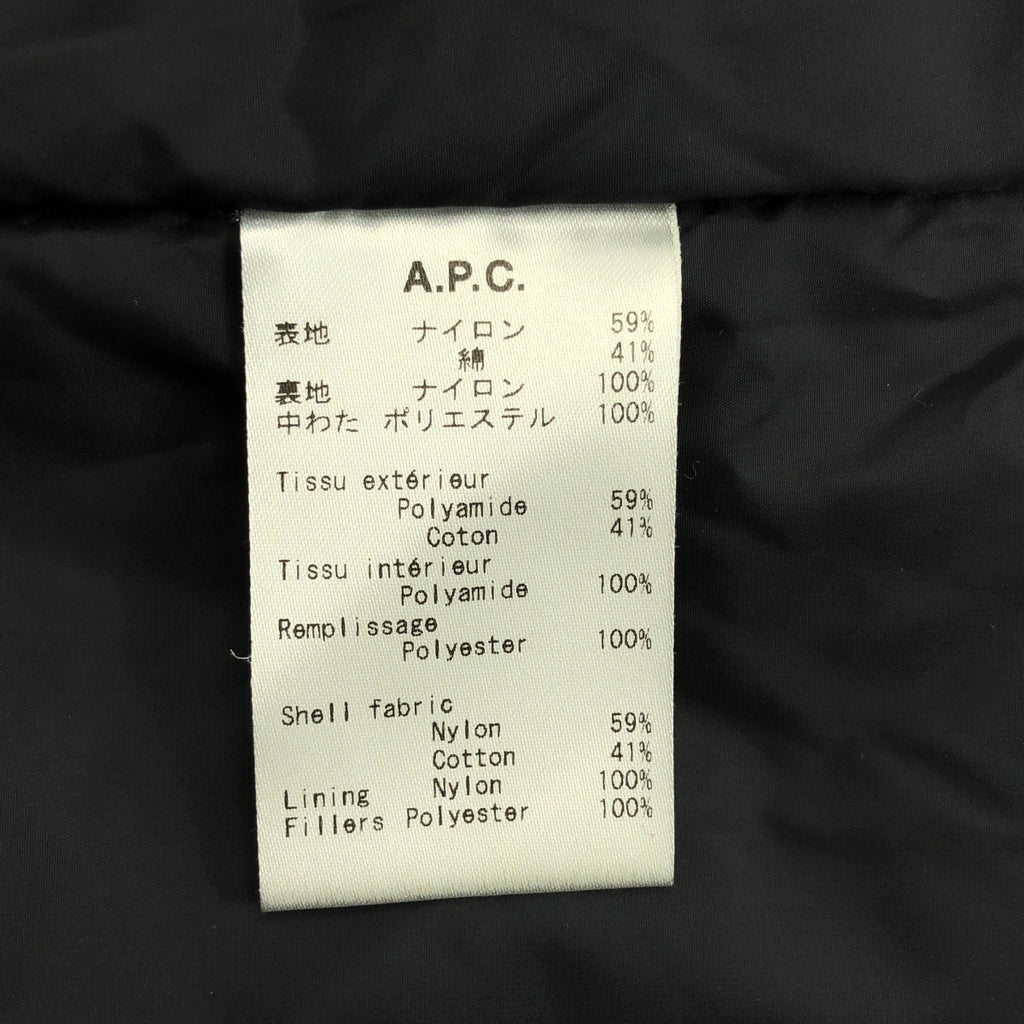 A.P.C.
表地 ナイロン 59%
綿 41%
裏地 ナイロン 100%
中わた ポリエステル 100%
Tissu extérieur
Polyamide 59%
Coton 41%
Tissu intérieur
Polyamide 100%
Remplissage
Polyester 100%
Shell fabric
Nylon 59%
Cotton 41%
Lining Nylon 100%
Fillers Polyester 100%